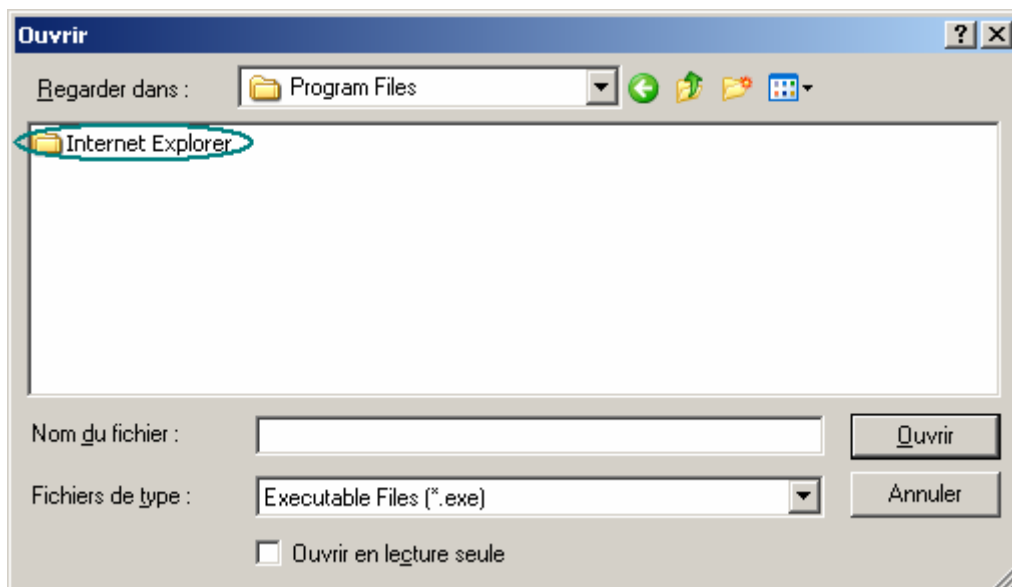 Ouvrir
Regarder dans : Program Files
Internet Explorer
Nom du fichier : Ouvrir
Fichiers de type : Executable Files (*.exe) Annuler
Ouvrir en lecture seule